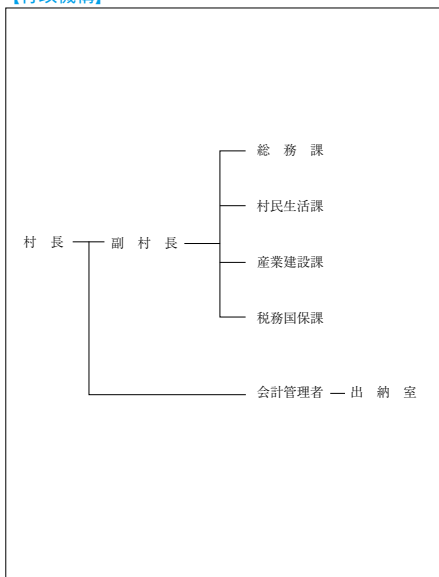 【行政機構】
総　務　課
村民生活課
村　長　副　村　長
産業建設課
税務国保課
会計管理者　出　納　室